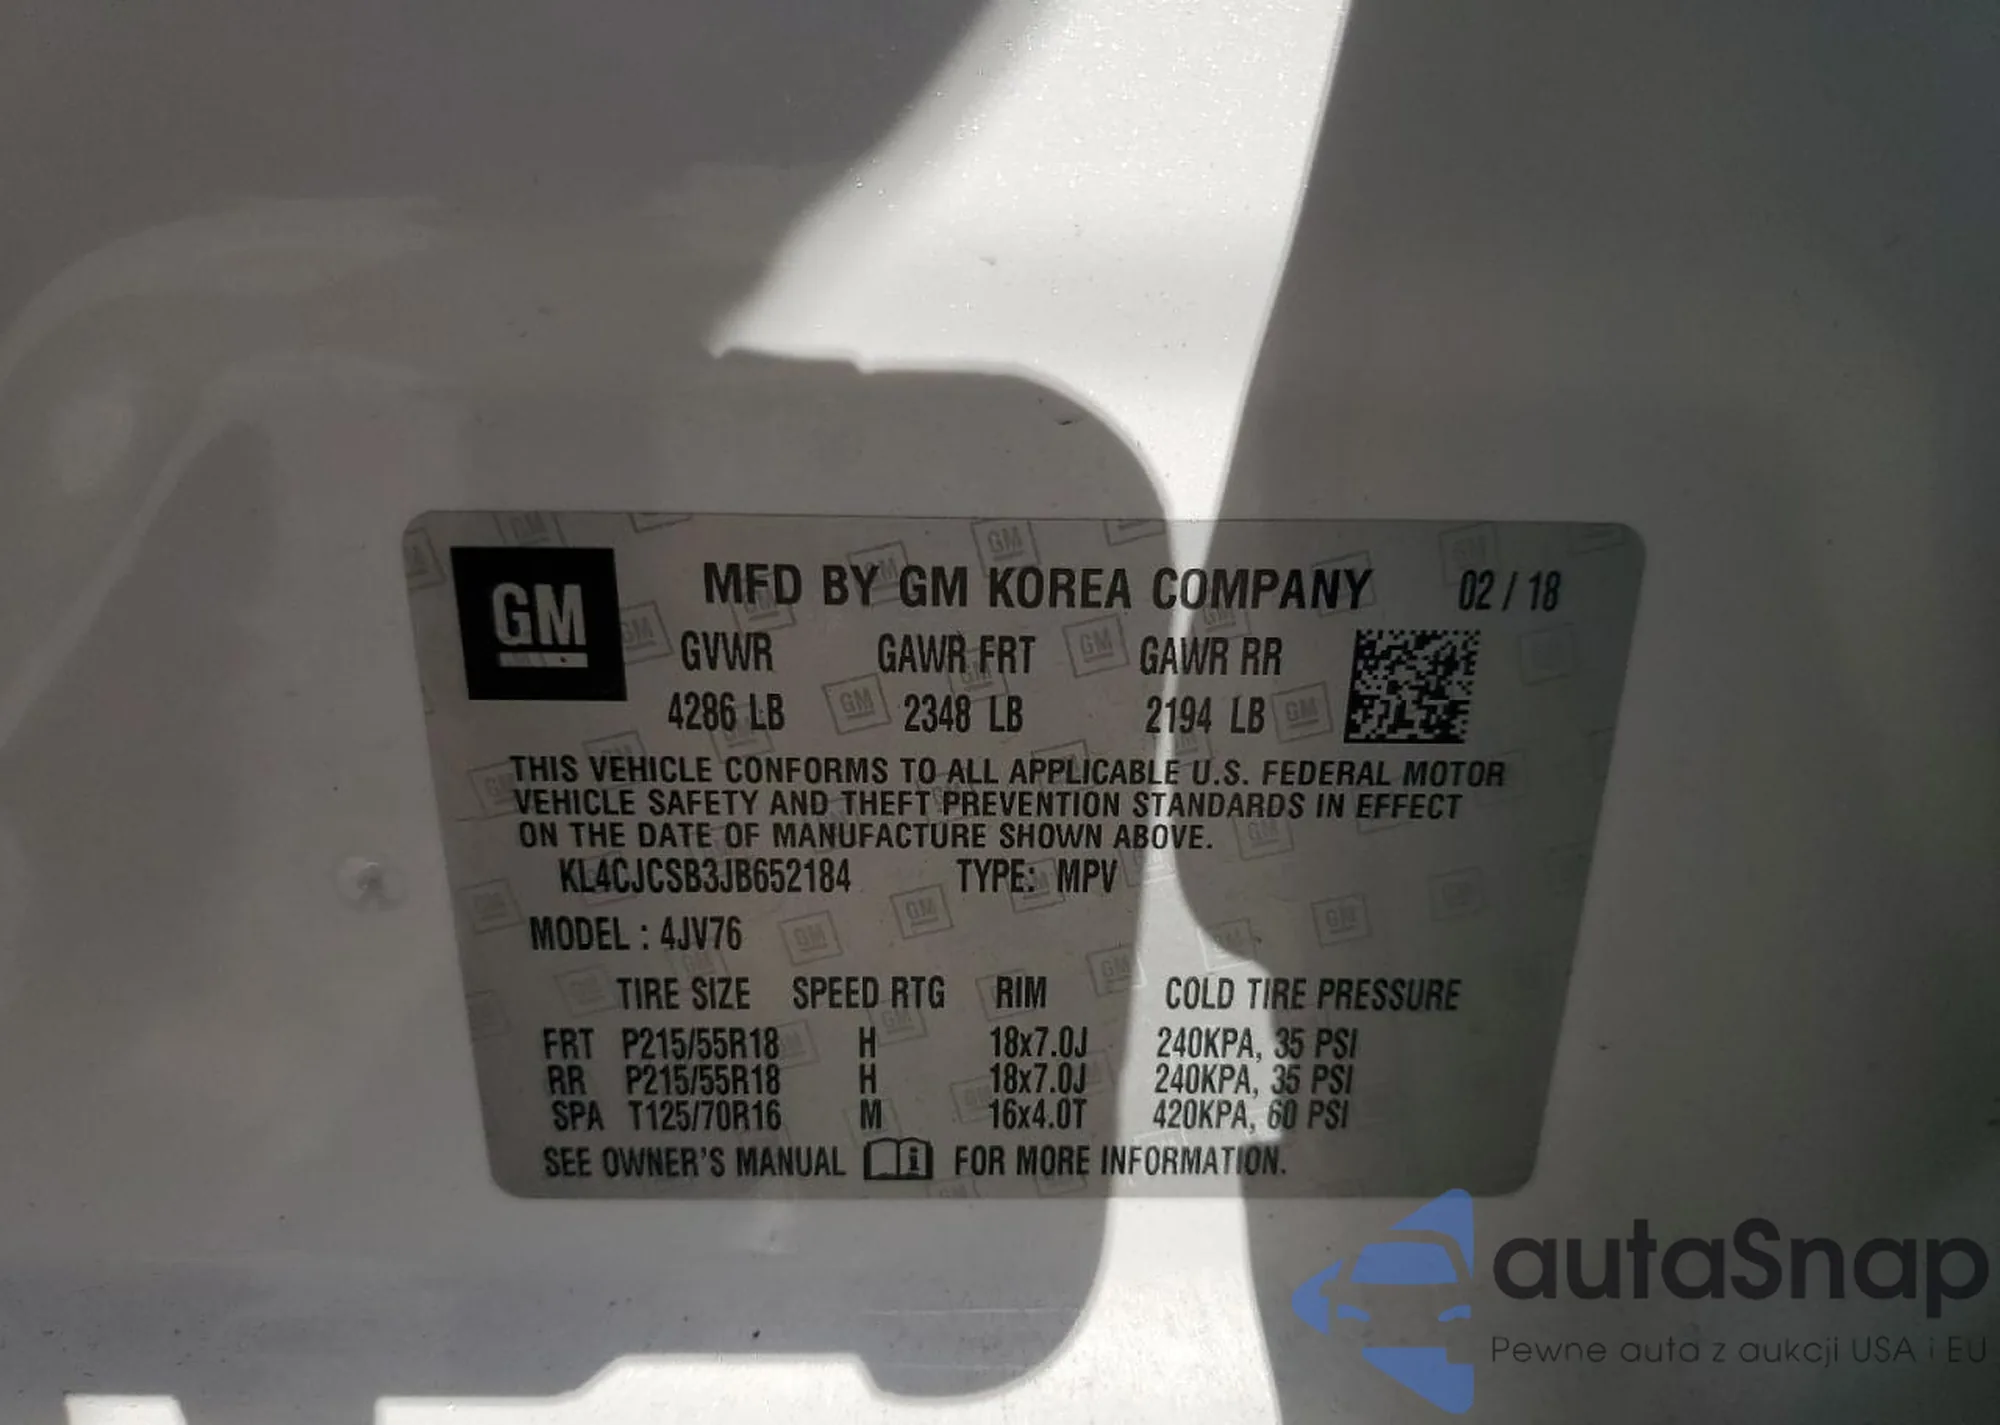 GM
MFD BY GM KOREA COMPANY 02 / 18
GVWR GAWR FRT GAWR RR
4286 LB 2348 LB 2194 LB
THIS VEHICLE CONFORMS TO ALL APPLICABLE U.S. FEDERAL MOTOR
VEHICLE SAFETY AND THEFT PREVENTION STANDARDS IN EFFECT
ON THE DATE OF MANUFACTURE SHOWN ABOVE.
KL4CJCSB3JB652184 TYPE: MPV
MODEL : 4JV76
TIRE SIZE SPEED RTG RIM COLD TIRE PRESSURE
FRT P215/55R18 H 18x7.0J 240KPA, 35 PSI
RR P215/55R18 H 18x7.0J 240KPA, 35 PSI
SPA T125/70R16 M 16x4.0T 420KPA, 60 PSI
SEE OWNER'S MANUAL i FOR MORE INFORMATION.
autaSnap
Pewne auta z aukcji USA i EU